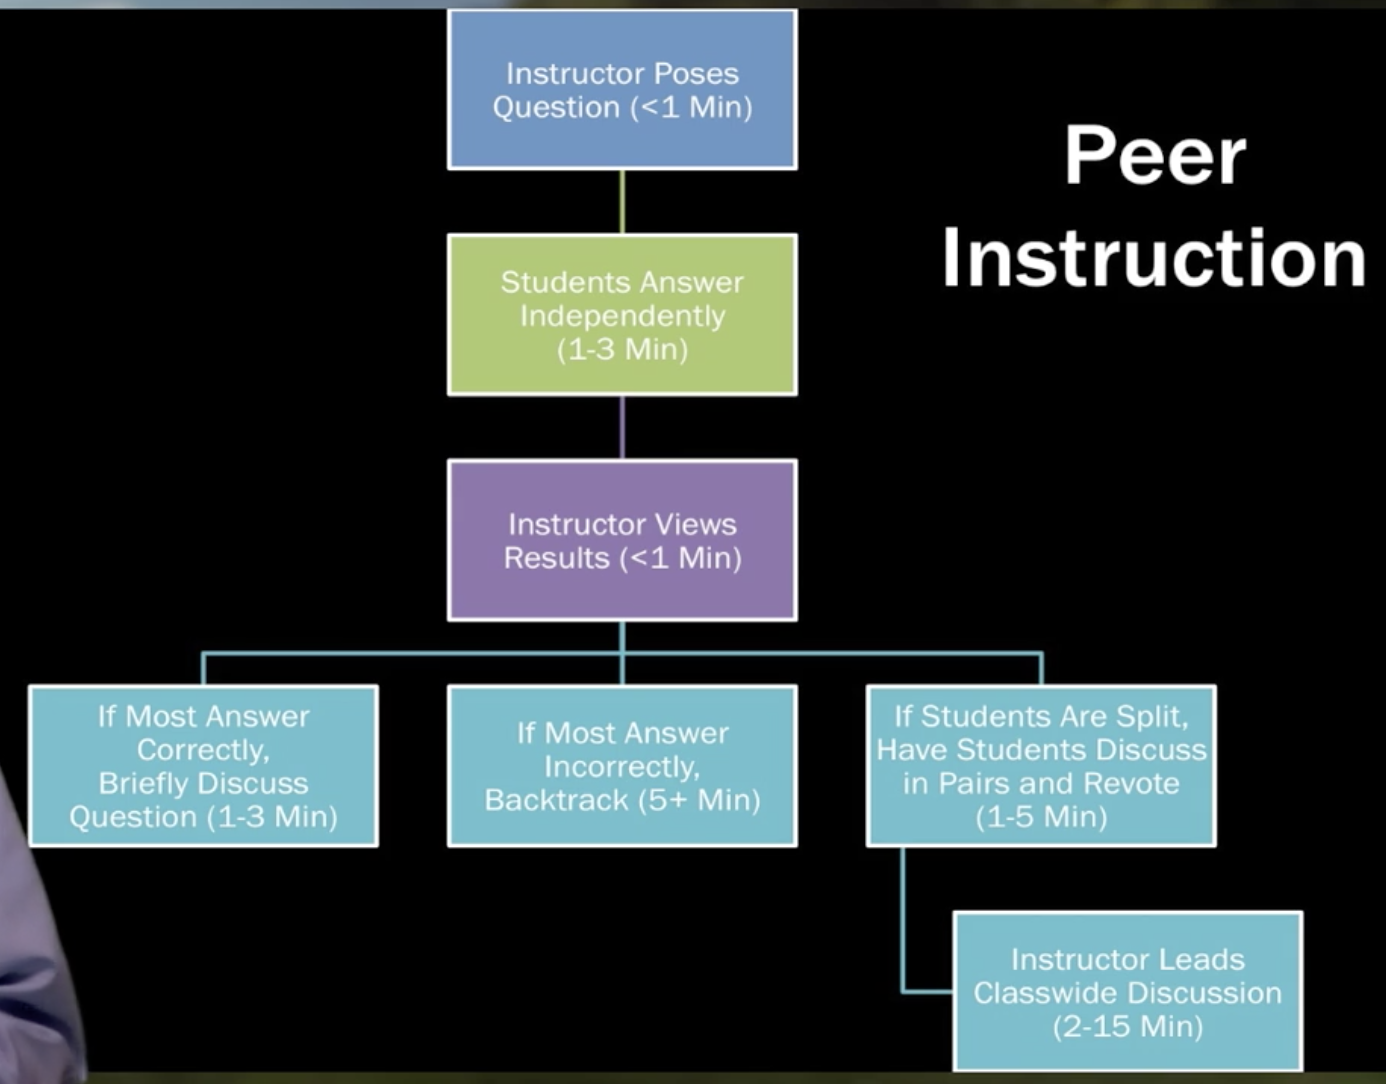 Peer
Instruction
Instructor Poses
Question (<1 Min)
Students Answer
Independently
(1-3 Min)
Instructor Views
Results (<1 Min)
If Most Answer
Correctly,
Briefly Discuss
Question (1-3 Min)
If Most Answer
Incorrectly,
Backtrack (5+ Min)
If Students Are Split,
Have Students Discuss
in Pairs and Revote
(1-5 Min)
Instructor Leads
Classwide Discussion
(2-15 Min)